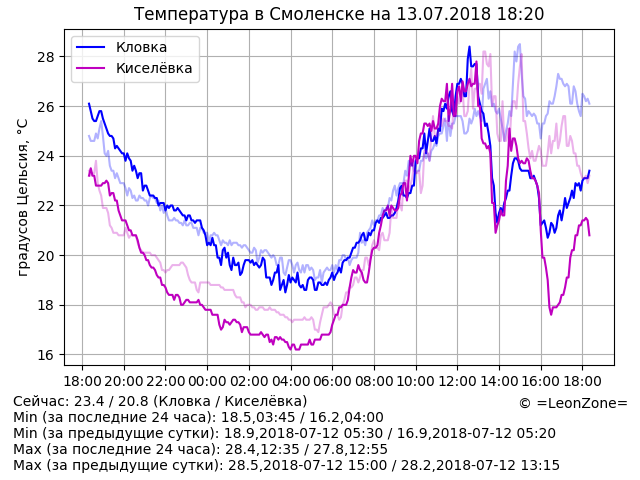 Температура в Смоленске на 13.07.2018 18:20
Кловка
Киселёвка
градусов Цельсия, °C
28
26
24
22
20
18
16
18:00 20:00 22:00 00:00 02:00 04:00 06:00 08:00 10:00 12:00 14:00 16:00 18:00
Сейчас: 23.4 / 20.8 (Кловка / Киселёвка)
© =LeonZone=
Min (за последние 24 часа): 18.5,03:45 / 16.2,04:00
Min (за предыдущие сутки): 18.9,2018-07-12 05:30 / 16.9,2018-07-12 05:20
Max (за последние 24 часа): 28.4,12:35 / 27.8,12:55
Max (за предыдущие сутки): 28.5,2018-07-12 15:00 / 28.2,2018-07-12 13:15